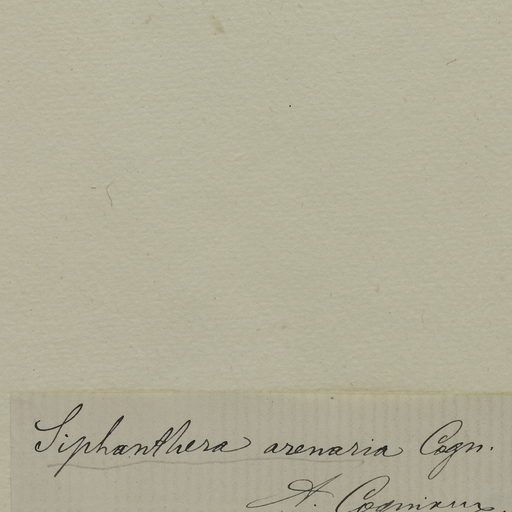 Siphanthera arenaria Cogn.
A. Cogniaux.